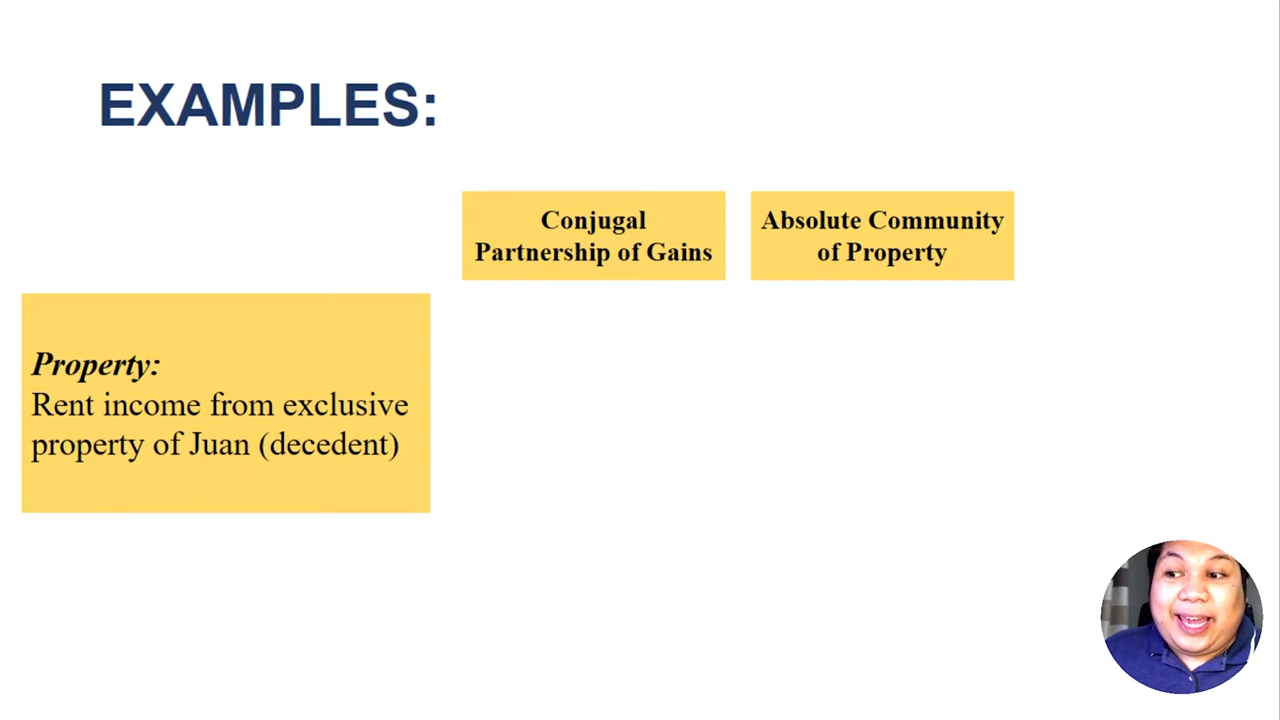 EXAMPLES:
Conjugal
Partnership of Gains
Absolute Community
of Property
Property:
Rent income from exclusive
property of Juan (decedent)